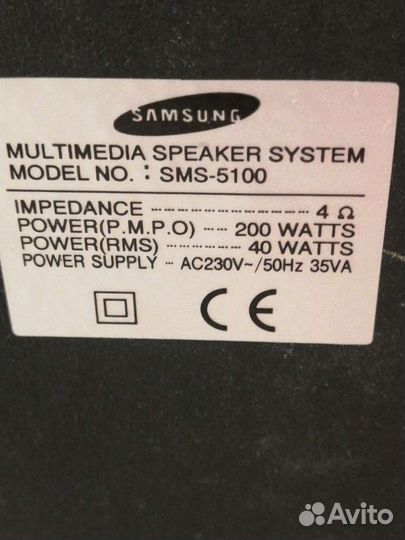 SAMSUNG
MULTIMEDIA SPEAKER SYSTEM
MODEL NO. : SMS-5100
IMPEDANCE ------------------------ 4 Ω
POWER(P.M.P.O) ------ 200 WATTS
POWER(RMS) --------- 40 WATTS
POWER SUPPLY --- AC230V~/50Hz 35VA
CE
Avito